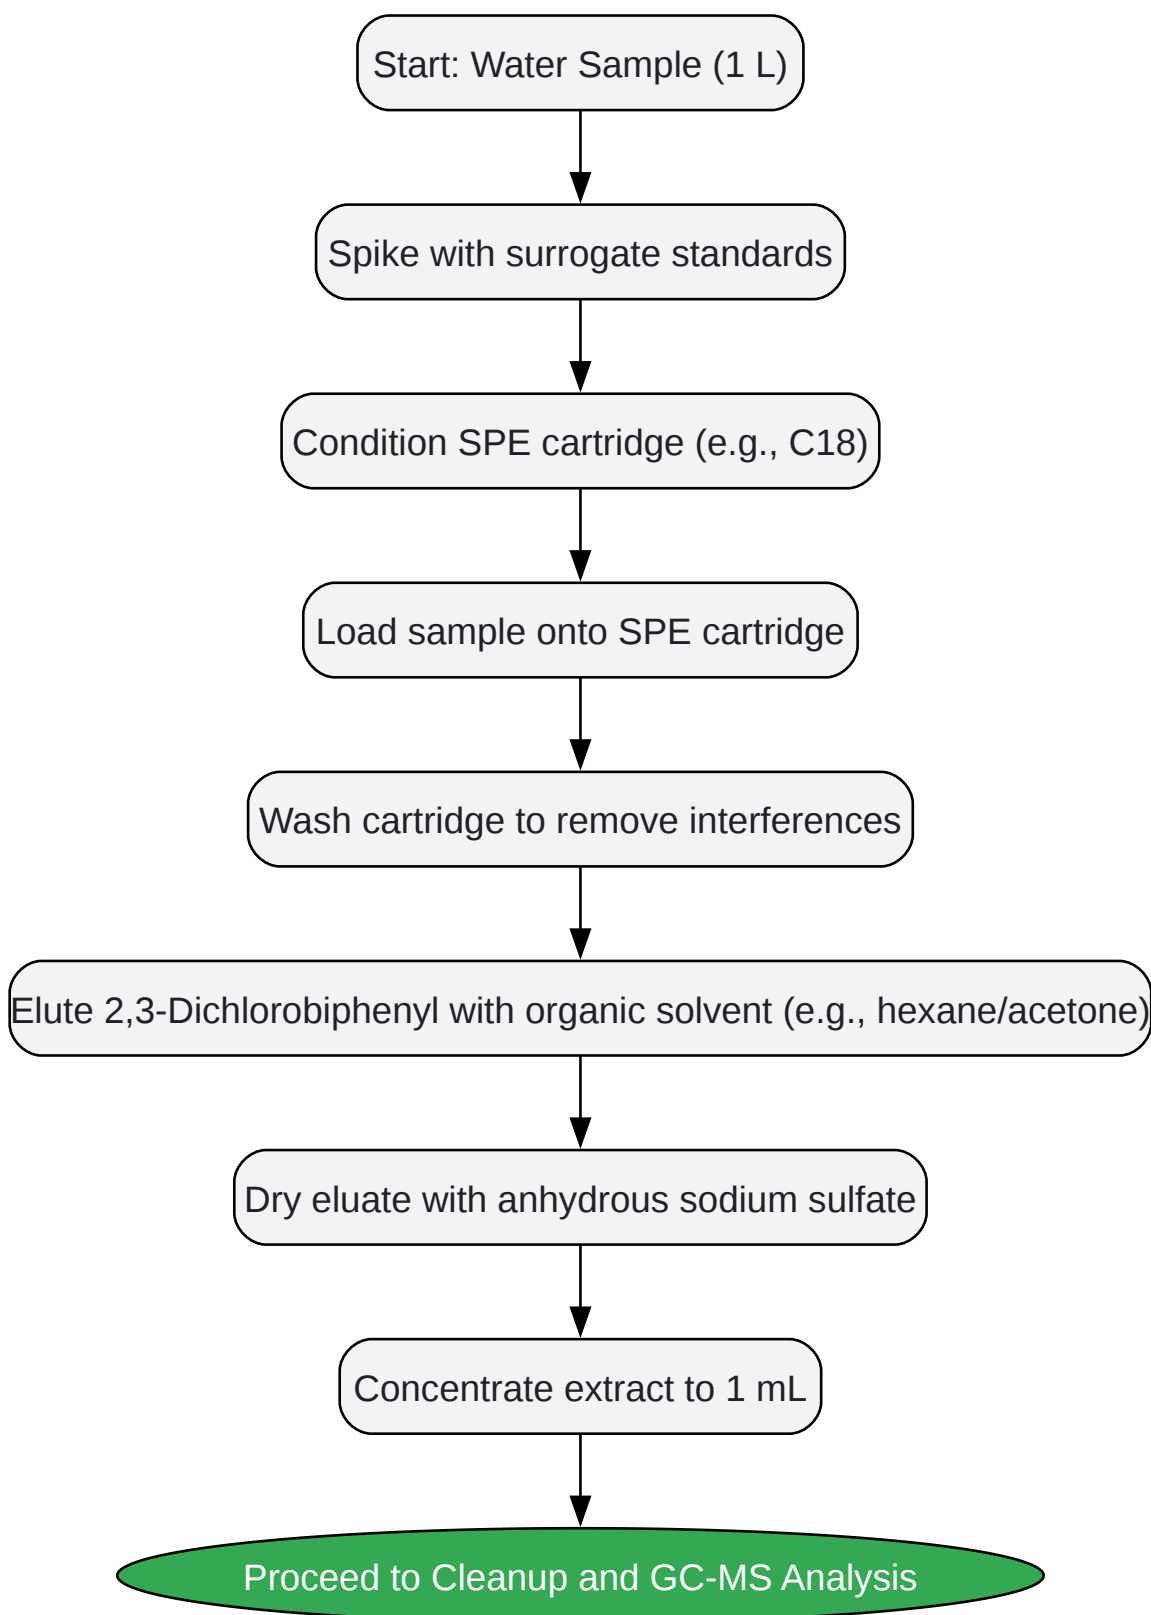 Start: Water Sample (1 L)
Spike with surrogate standards
Condition SPE cartridge (e.g., C18)
Load sample onto SPE cartridge
Wash cartridge to remove interferences
Elute 2,3-Dichlorobiphenyl with organic solvent (e.g., hexane/acetone)
Dry eluate with anhydrous sodium sulfate
Concentrate extract to 1 mL
Proceed to Cleanup and GC-MS Analysis